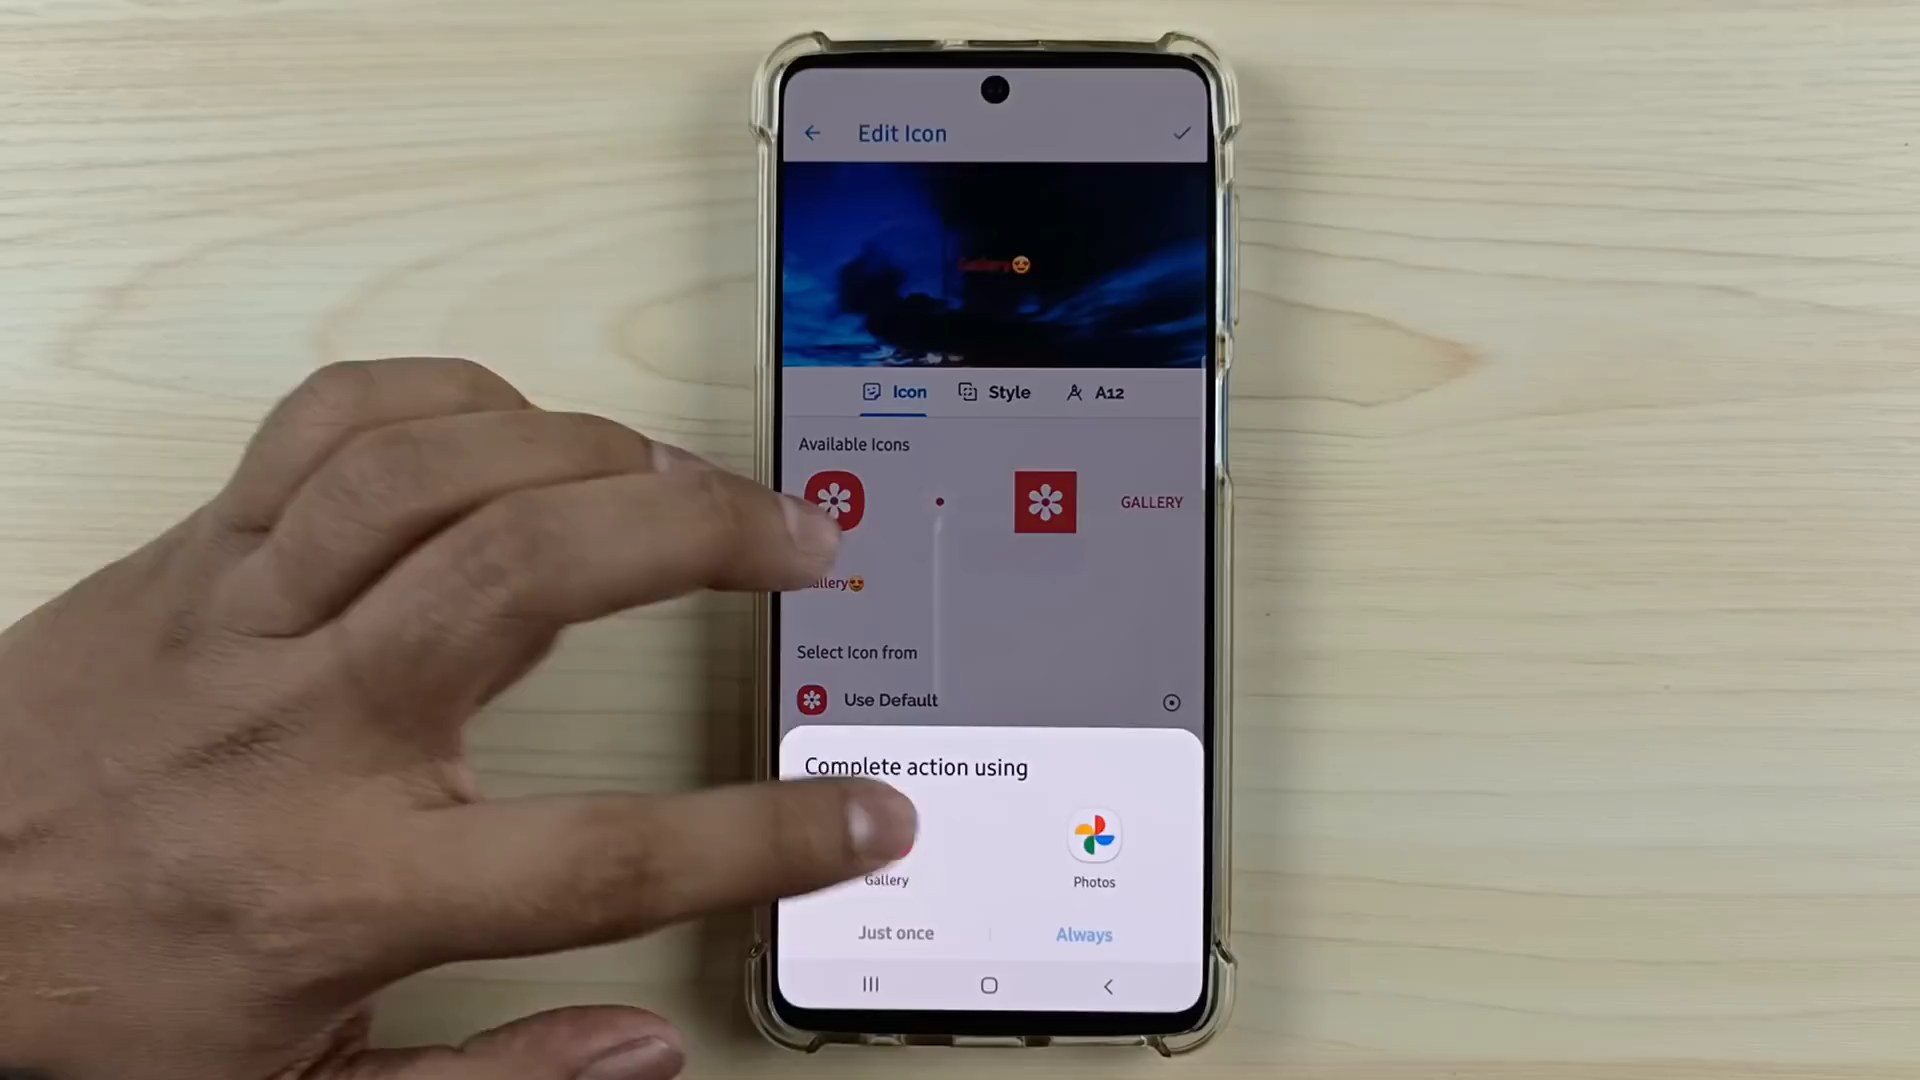 Edit Icon
Gallery😍
Icon
Style
A12
Available Icons
GALLERY
allery😍
Select Icon from
Use Default
Complete action using
Gallery
Photos
Just once
Always